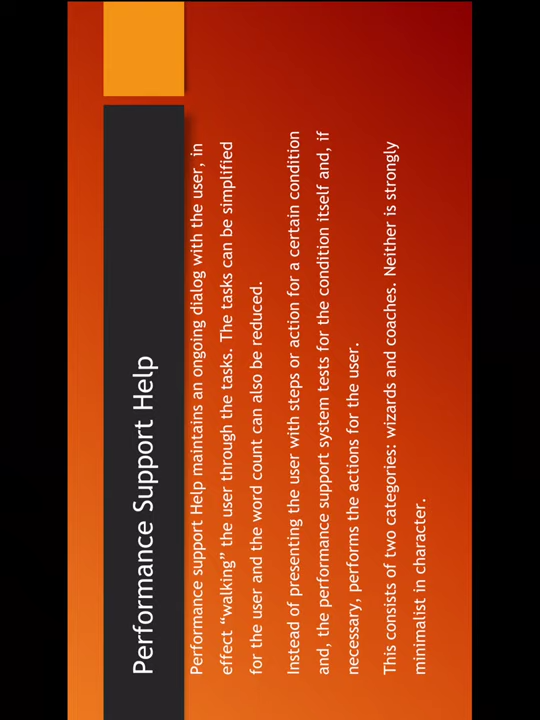 Performance Support Help
Performance support Help maintains an ongoing dialog with the user, in
effect “walking” the user through the tasks. The tasks can be simplified
for the user and the word count can also be reduced.
Instead of presenting the user with steps or action for a certain condition
and, the performance support system tests for the condition itself and, if
necessary, performs the actions for the user.
This consists of two categories: wizards and coaches. Neither is strongly
minimalist in character.